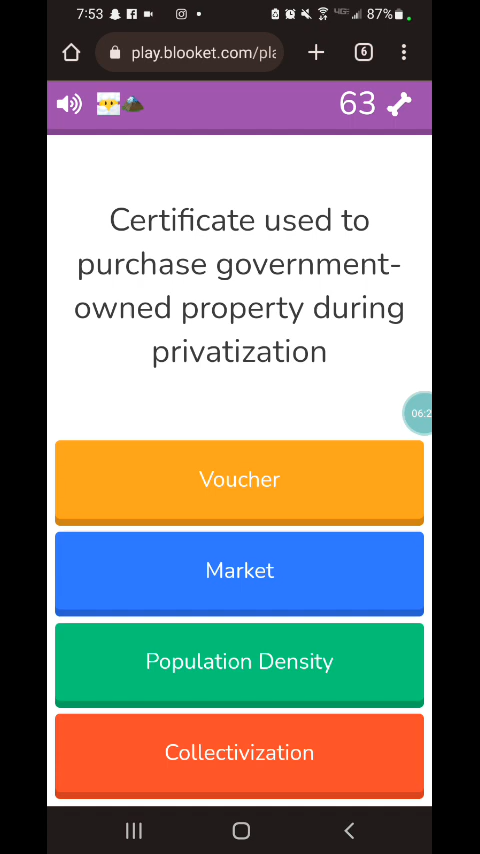 7:53 87%
play.blooket.com/pla 6
63
Certificate used to
purchase government-
owned property during
privatization
06:2
Voucher
Market
Population Density
Collectivization